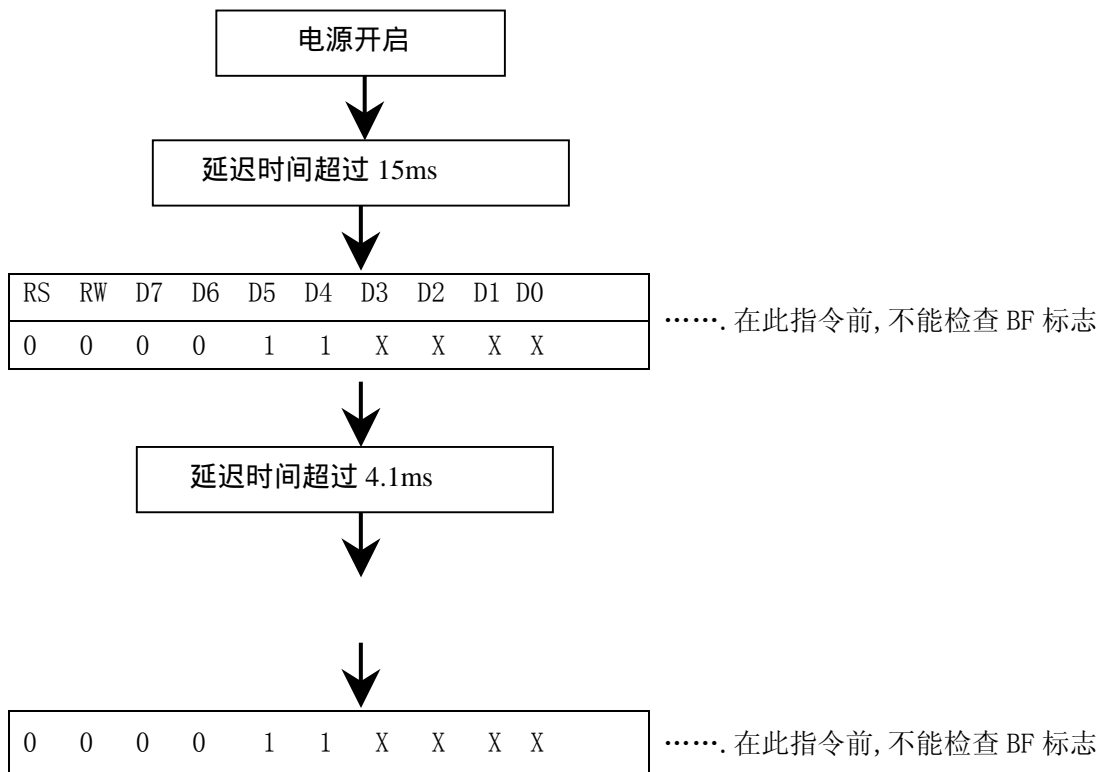 电源开启
延迟时间超过 15ms
RS RW D7 D6 D5 D4 D3 D2 D1 D0
0 0 0 0 1 1 X X X X
……. 在此指令前, 不能检查 BF 标志
延迟时间超过 4.1ms
0 0 0 0 1 1 X X X X
……. 在此指令前, 不能检查 BF 标志